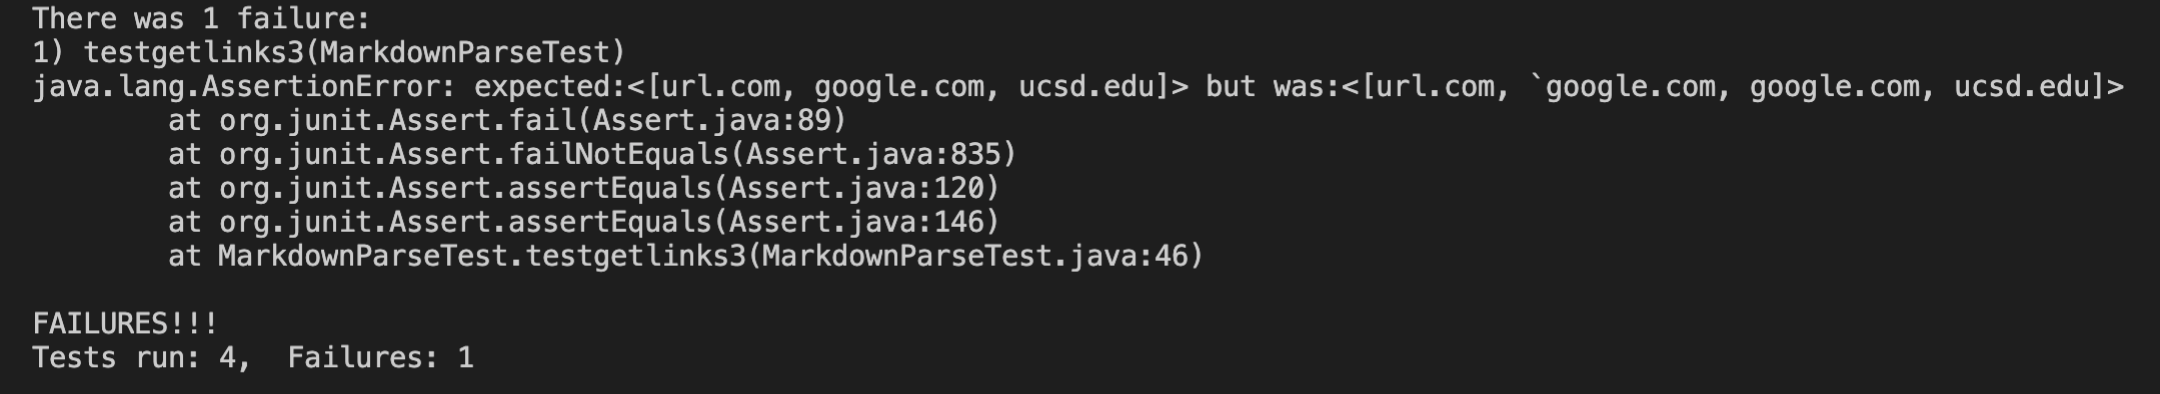 There was 1 failure:
1) testgetlinks3(MarkdownParseTest)
java.lang.AssertionError: expected:<[url.com, google.com, ucsd.edu]> but was:<[url.com, `google.com, google.com, ucsd.edu]>
at org.junit.Assert.fail(Assert.java:89)
at org.junit.Assert.failNotEquals(Assert.java:835)
at org.junit.Assert.assertEquals(Assert.java:120)
at org.junit.Assert.assertEquals(Assert.java:146)
at MarkdownParseTest.testgetlinks3(MarkdownParseTest.java:46)
FAILURES!!!
Tests run: 4,  Failures: 1